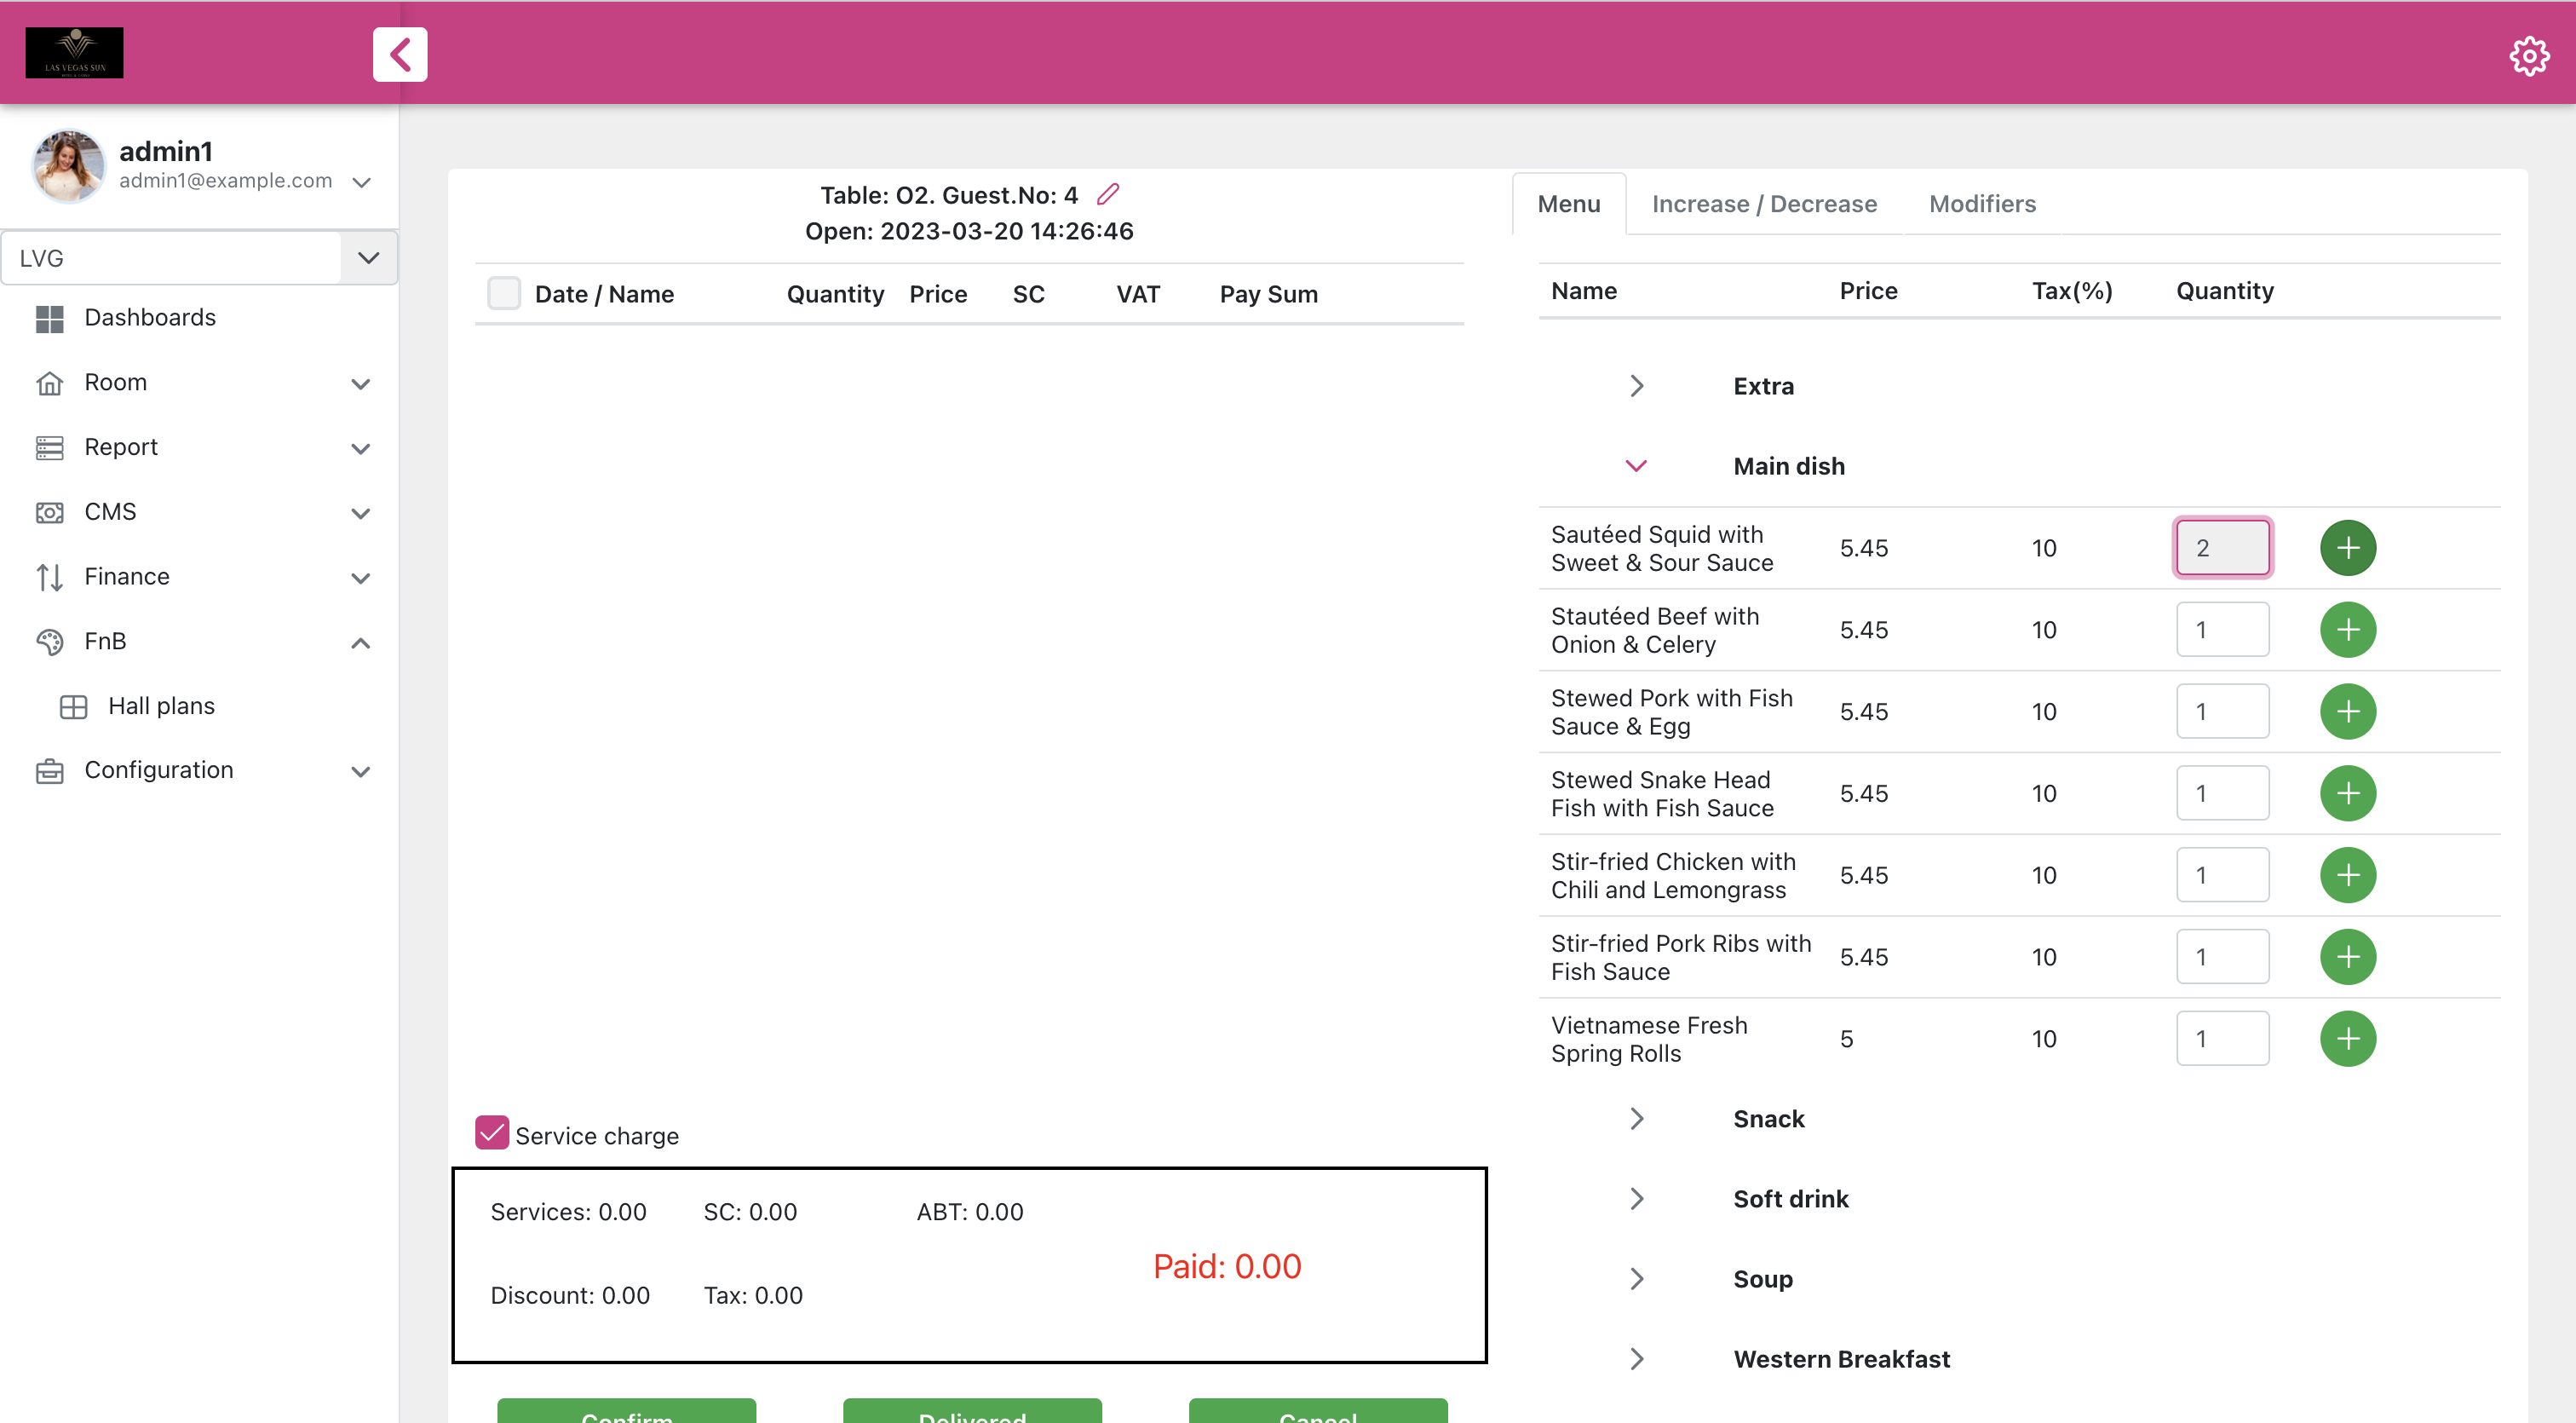 LAS VEGAS SUN
admin1
admin1@example.com
LVG
Dashboards
Room
Report
CMS
Finance
FnB
Hall plans
Configuration
Table: O2. Guest.No: 4
Open: 2023-03-20 14:26:46
Date / Name Quantity Price SC VAT Pay Sum
Service charge
Services: 0.00 SC: 0.00 ABT: 0.00
Paid: 0.00
Discount: 0.00 Tax: 0.00
Confirm Delivered Cancel
Menu Increase / Decrease Modifiers
Name Price Tax(%) Quantity
Extra
Main dish
Sautéed Squid with
Sweet & Sour Sauce 5.45 10 2
Stautéed Beef with
Onion & Celery 5.45 10 1
Stewed Pork with Fish
Sauce & Egg 5.45 10 1
Stewed Snake Head
Fish with Fish Sauce 5.45 10 1
Stir-fried Chicken with
Chili and Lemongrass 5.45 10 1
Stir-fried Pork Ribs with
Fish Sauce 5.45 10 1
Vietnamese Fresh
Spring Rolls 5 10 1
Snack
Soft drink
Soup
Western Breakfast